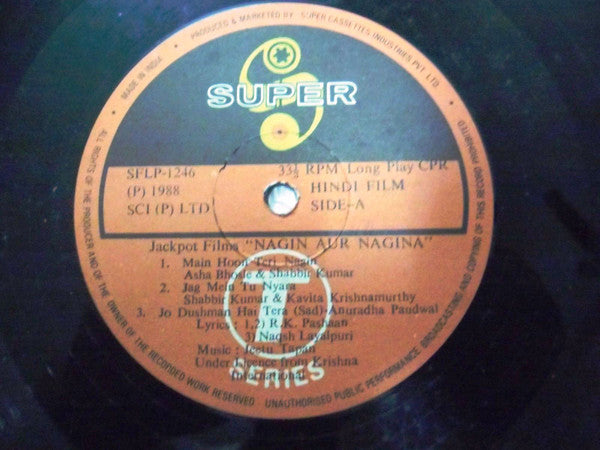 PRODUCED & MARKETED BY : SUPER CASSETTES INDUSTRIES PVT. LTD.
MADE IN INDIA
SUPER
SFLP-1246 33⅓ RPM Long Play CPR
(P) 1988 HINDI FILM
SCI (P) LTD SIDE-A
Jackpot Films "NAGIN AUR NAGINA"
1. Main Hoon Teri Nagin
Asha Bhosle & Shabbir Kumar
2. Jag Mein Tu Nyara
Shabbir Kumar & Kavita Krishnamurthy
3. Jo Dushman Hai Tera (Sad)-Anuradha Paudwal
Lyrics : 1,2) R.K. Pashaan
3) Naqsh Layalpuri
Music : Jeetu Tapan
Under Licence from Krishna
International
T
SERIES
ALL RIGHTS OF THE PRODUCER AND OF THE OWNER OF THE RECORDED WORK RESERVED
UNAUTHORISED PUBLIC PERFORMANCE, BROADCASTING AND COPYING OF THIS RECORD PROHIBITED